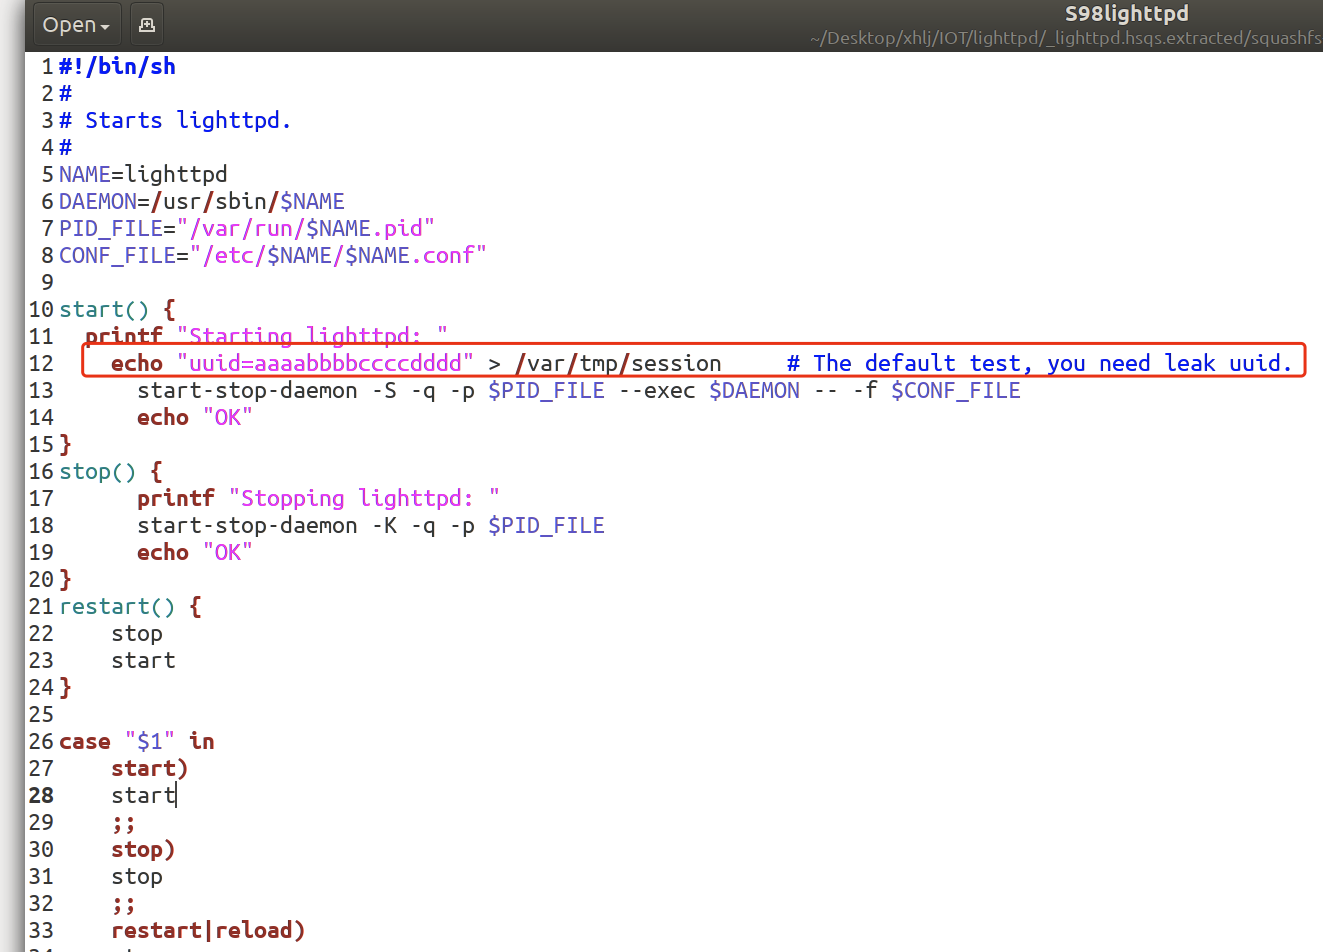 Open
S98lighttpd
~/Desktop/xhlj/IOT/lighttpd/_lighttpd.hsqs.extracted/squashfs
1 #!/bin/sh
2 #
3 # Starts lighttpd.
4 #
5 NAME=lighttpd
6 DAEMON=/usr/sbin/$NAME
7 PID_FILE="/var/run/$NAME.pid"
8 CONF_FILE="/etc/$NAME/$NAME.conf"
9
10 start() {
11   printf "Starting lighttpd: "
12     echo "uuid=aaaabbbbccccdddd" > /var/tmp/session     # The default test, you need leak uuid.
13       start-stop-daemon -S -q -p $PID_FILE --exec $DAEMON -- -f $CONF_FILE
14       echo "OK"
15 }
16 stop() {
17       printf "Stopping lighttpd: "
18       start-stop-daemon -K -q -p $PID_FILE
19       echo "OK"
20 }
21 restart() {
22     stop
23     start
24 }
25
26 case "$1" in
27     start)
28     start
29     ;;
30     stop)
31     stop
32     ;;
33     restart|reload)